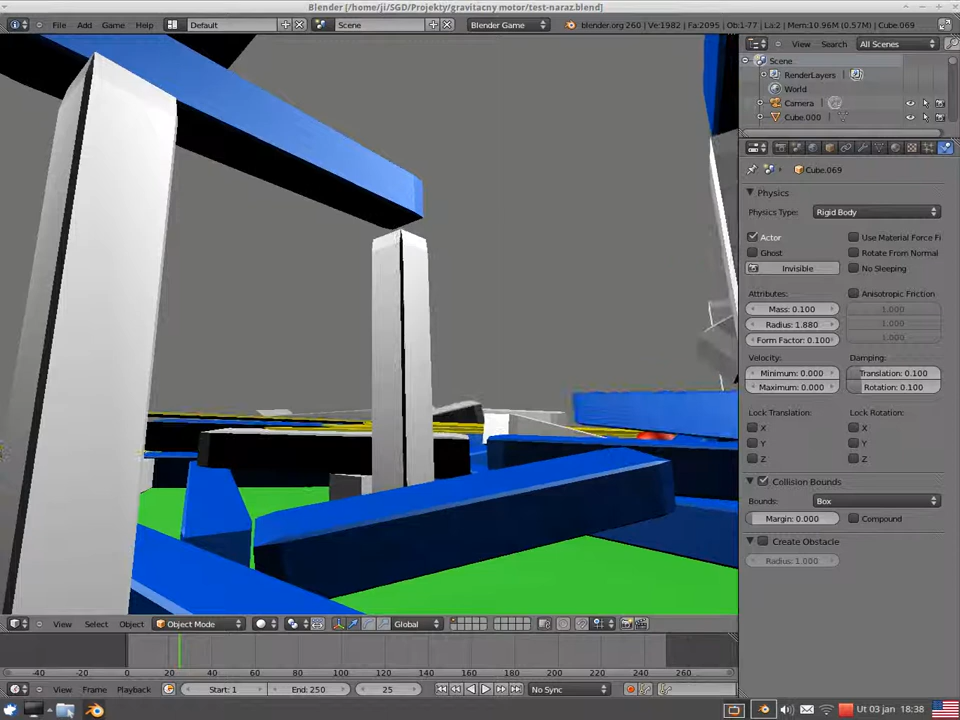 Blender [/home/ji/SGD/Projekty/gravitacny motor/test-naraz.blend]
File Add Game Help Default Scene Blender Game blender.org 260 | Ve:1982 | Fa:2095 | Ob:1-77 | La:2 | Mem:10.96M (0.57M) | Cube.069
View Search All Scenes
Scene
RenderLayers
World
Camera
Cube.000
Cube.069
Physics
Physics Type: Rigid Body
Actor Use Material Force Fi
Ghost Rotate From Normal
Invisible No Sleeping
Attributes: Anisotropic Friction
Mass: 0.100 1.000
Radius: 1.880 1.000
Form Factor: 0.100 1.000
Velocity: Damping:
Minimum: 0.000 Translation: 0.100
Maximum: 0.000 Rotation: 0.100
Lock Translation: Lock Rotation:
X X
Y Y
Z Z
Collision Bounds
Bounds: Box
Margin: 0.000 Compound
Create Obstacle
Radius: 1.000
View Select Object Object Mode Global
-40 -20 0 20 40 60 80 100 120 140 160 180 200 220 240 260
View Frame Playback Start: 1 End: 250 25 No Sync
Ut 03 jan 18:38